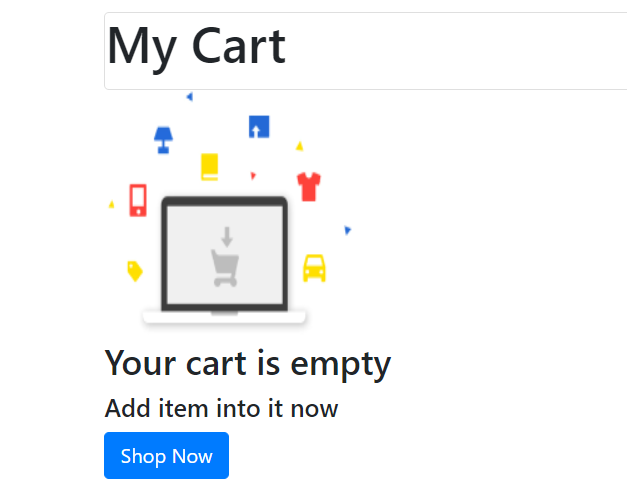 My Cart
Your cart is empty
Add item into it now
Shop Now